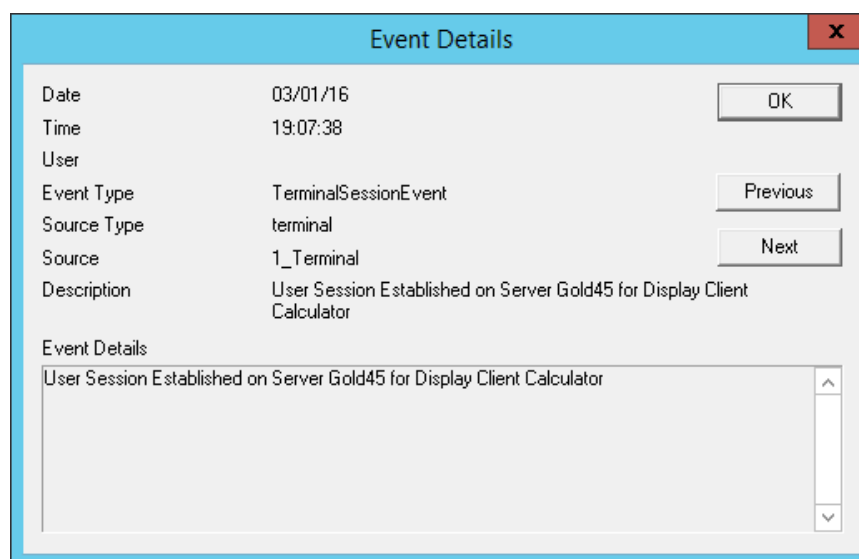 Event Details
x
Date 03/01/16
OK
Time 19:07:38
User
Event Type TerminalSessionEvent
Previous
Source Type terminal
Source 1_Terminal
Next
Description User Session Established on Server Gold45 for Display Client
Calculator
Event Details
User Session Established on Server Gold45 for Display Client Calculator